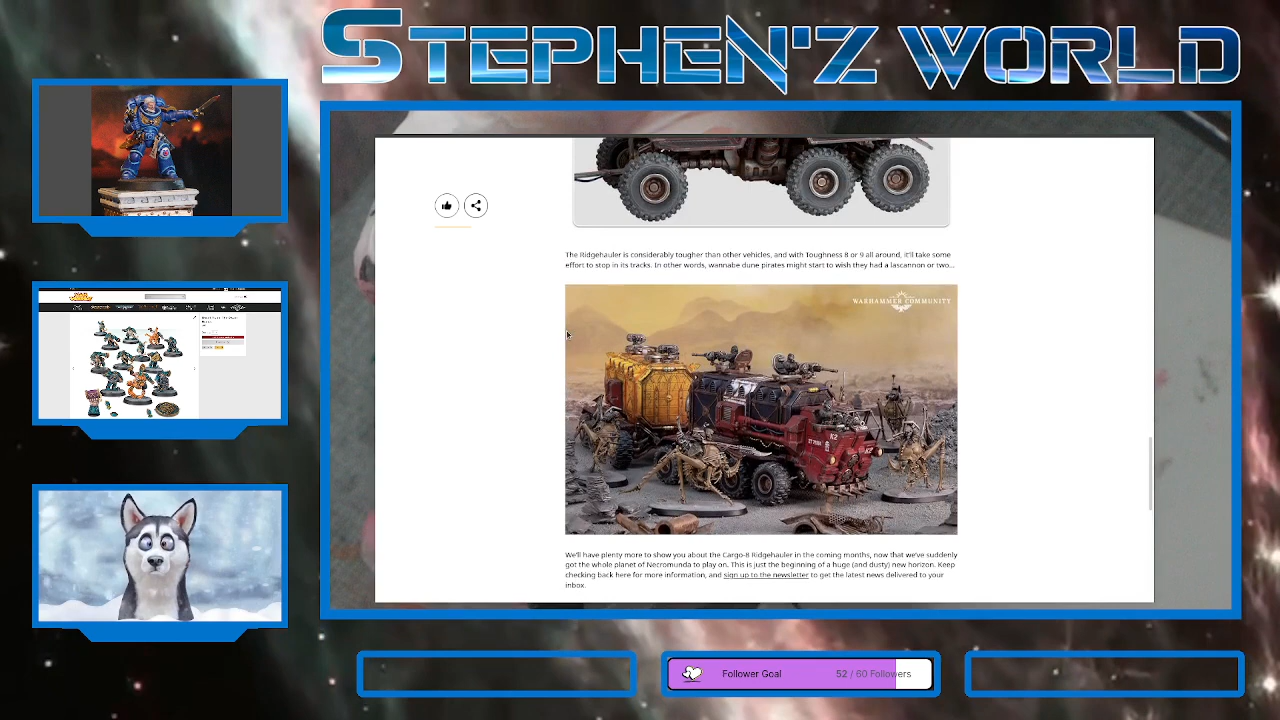 STEPHEN'Z WORLD
The Ridgehauler is considerably tougher than other vehicles, and with Toughness 8 or 9 all around, it'll take some
effort to stop in its tracks. In other words, wannabe dune pirates might start to wish they had a lascannon or two...
WARHAMMER COMMUNITY
K2
We'll have plenty more to show you about the Cargo-8 Ridgehauler in the coming months, now that we've suddenly
got the whole planet of Necromunda to play on. This is just the beginning of a huge (and dusty) new horizon. Keep
checking back here for more information, and sign up to the newsletter to get the latest news delivered to your
inbox.
Follower Goal 52 / 60 Followers